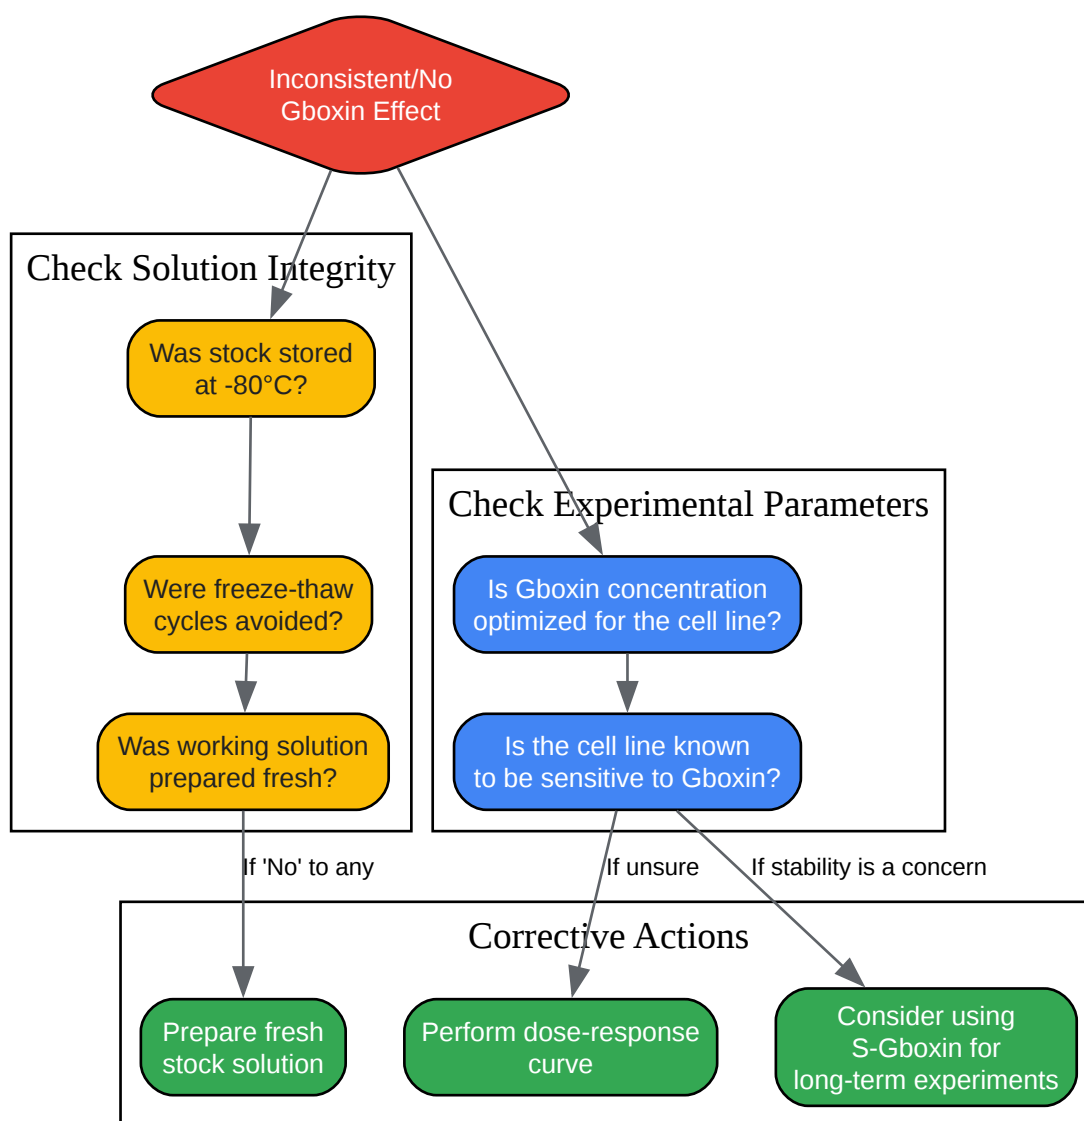 Inconsistent/No
Gboxin Effect
Check Solution Integrity
Was stock stored
at -80°C?
Check Experimental Parameters
Were freeze-thaw
cycles avoided?
Is Gboxin concentration
optimized for the cell line?
Was working solution
prepared fresh?
Is the cell line known
to be sensitive to Gboxin?
If 'No' to any
If unsure
If stability is a concern
Corrective Actions
Prepare fresh
stock solution
Perform dose-response
curve
Consider using
S-Gboxin for
long-term experiments